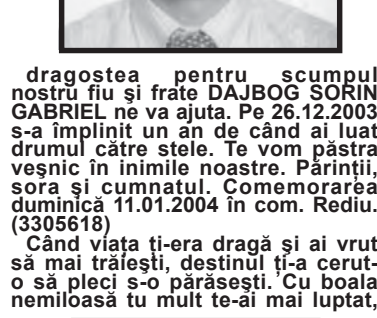 dragostea pentru scumpul
nostru fiu şi frate DAJBOG SORIN
GABRIEL ne va ajuta. Pe 26.12.2003
s-a împlinit un an de când ai luat
drumul către stele. Te vom păstra
veşnic în inimile noastre. Părinţii,
sora şi cumnatul. Comemorarea
duminică 11.01.2004 în com. Rediu.
(3305618)
Când viaţa ţi-era dragă şi ai vrut
să mai trăieşti, destinul ţi-a cerut-
o să pleci s-o părăseşti. Cu boala
nemiloasă tu mult te-ai mai luptat,